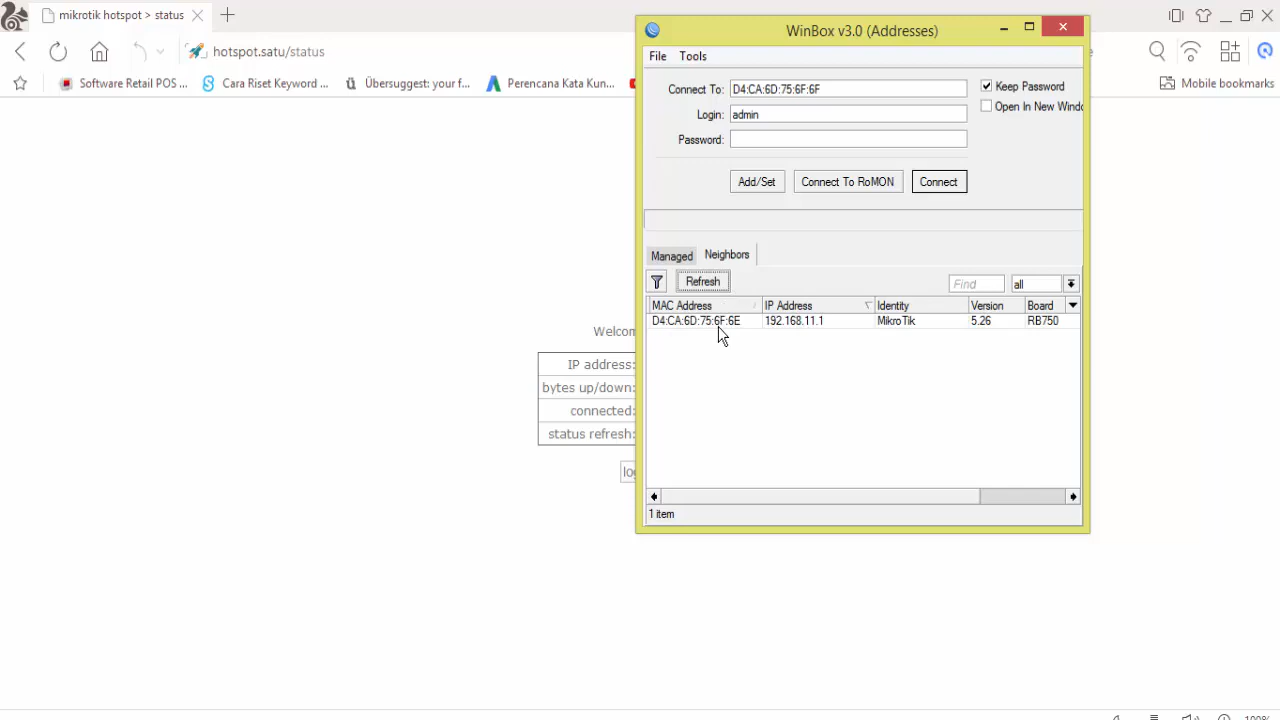 mikrotik hotspot > status
hotspot.satu/status
Software Retail POS ...
Cara Riset Keyword ...
Übersuggest: your f...
Perencana Kata Kun...
Mobile bookmarks
WinBox v3.0 (Addresses)
File Tools
Connect To: D4:CA:6D:75:6F:6F
Keep Password
Login: admin
Open In New Windo
Password:
Add/Set Connect To RoMON Connect
Managed Neighbors
Refresh Find all
MAC Address IP Address Identity Version Board
D4:CA:6D:75:6F:6E 192.168.11.1 MikroTik 5.26 RB750
1 item
Welcom
IP address:
bytes up/down:
connected:
status refresh:
log